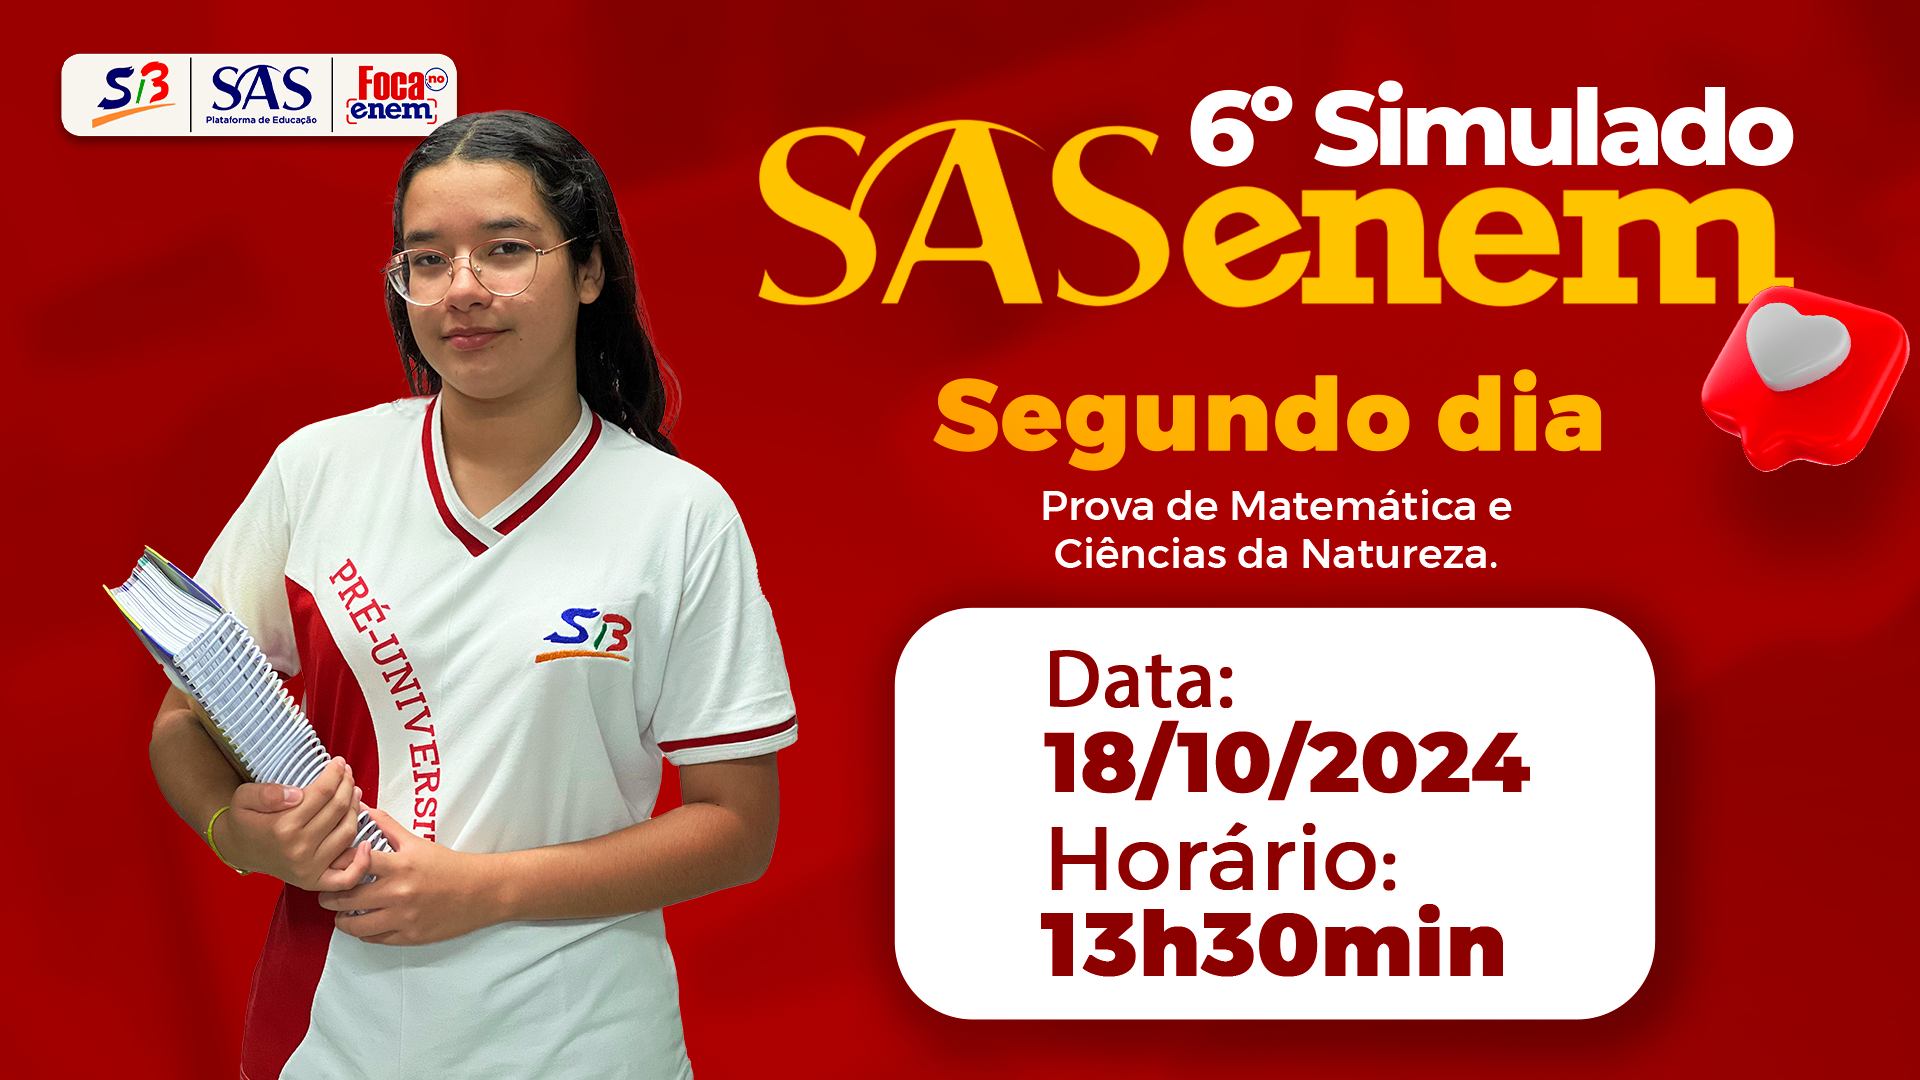 SiB
SAS
Plataforma de Educação
Foca no
enem
6º Simulado
SASenem
Segundo dia
Prova de Matemática e
Ciências da Natureza.
Data:
18/10/2024
Horário:
13h30min
PRÉ-UNIVERSIT
SiB